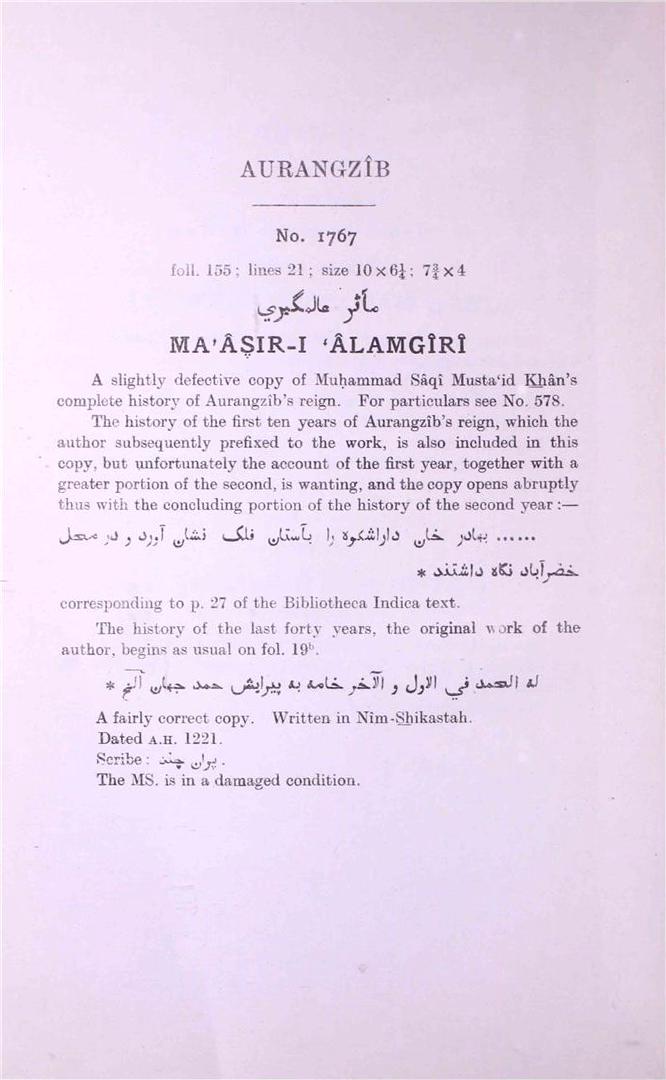 AURANGZÎB
No. 1767
foll. 155; lines 21; size 10 × 6¼; 7¾ × 4
مآثر عالمگيري
MA'ÂṢIR-I ‘ÂLAMGÎRÎ
A slightly defective copy of Muḥammad Sâqî Musta‘id Khân's
complete history of Aurangzîb's reign. For particulars see No. 578.
The history of the first ten years of Aurangzîb's reign, which the
author subsequently prefixed to the work, is also included in this
copy, but unfortunately the account of the first year, together with a
greater portion of the second, is wanting, and the copy opens abruptly
thus with the concluding portion of the history of the second year:—
...... بهادر خان داراشكوه را بآستان فلك نشان آورد و در محل
خضرآباد نگاه داشتند *
corresponding to p. 27 of the Bibliotheca Indica text.
The history of the last forty years, the original work of the
author, begins as usual on fol. 19ᵇ.
له الحمد في الاول و الآخر خامه به پيرايش حمد جهان آلخ *
A fairly correct copy. Written in Nîm-Shikastah.
Dated A.H. 1221.
Scribe: پران چند .
The MS. is in a damaged condition.